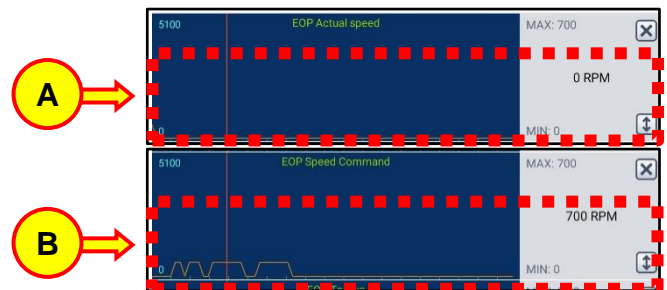 5100 EOP Actual speed MAX: 700
A 0 RPM
0 MIN: 0
5100 EOP Speed Command MAX: 700
B 700 RPM
0 MIN: 0